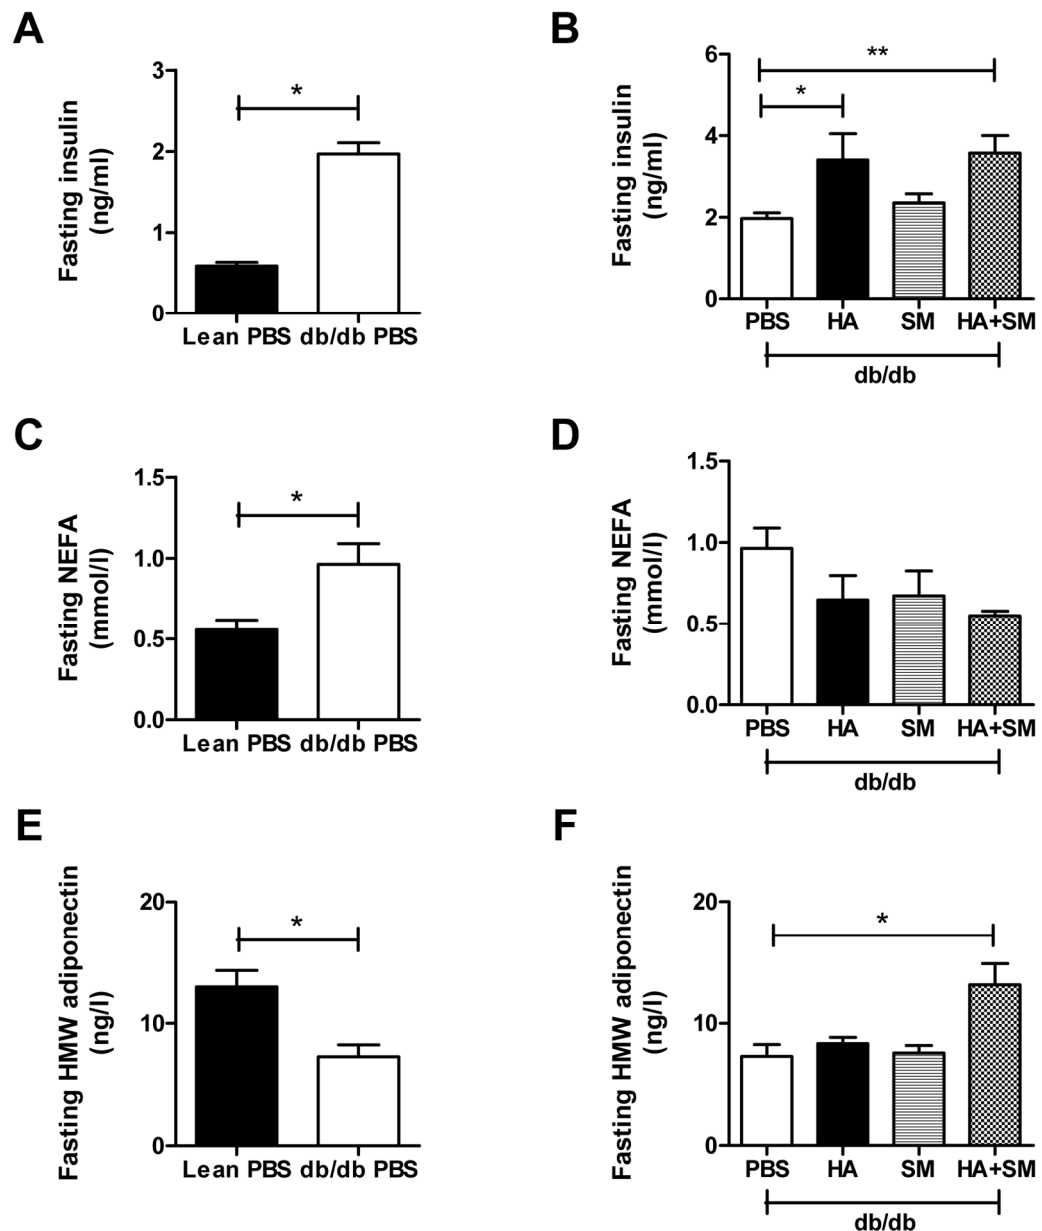 A
Fasting insulin
(ng/ml)
3
2
1
0
*
Lean PBS db/db PBS
B
Fasting insulin
(ng/ml)
6
4
2
0
**
*
PBS HA SM HA+SM
db/db
C
Fasting NEFA
(mmol/l)
1.5
1.0
0.5
0.0
*
Lean PBS db/db PBS
D
Fasting NEFA
(mmol/l)
1.5
1.0
0.5
0.0
PBS HA SM HA+SM
db/db
E
Fasting HMW adiponectin
(ng/l)
20
10
0
*
Lean PBS db/db PBS
F
Fasting HMW adiponectin
(ng/l)
20
10
0
*
PBS HA SM HA+SM
db/db